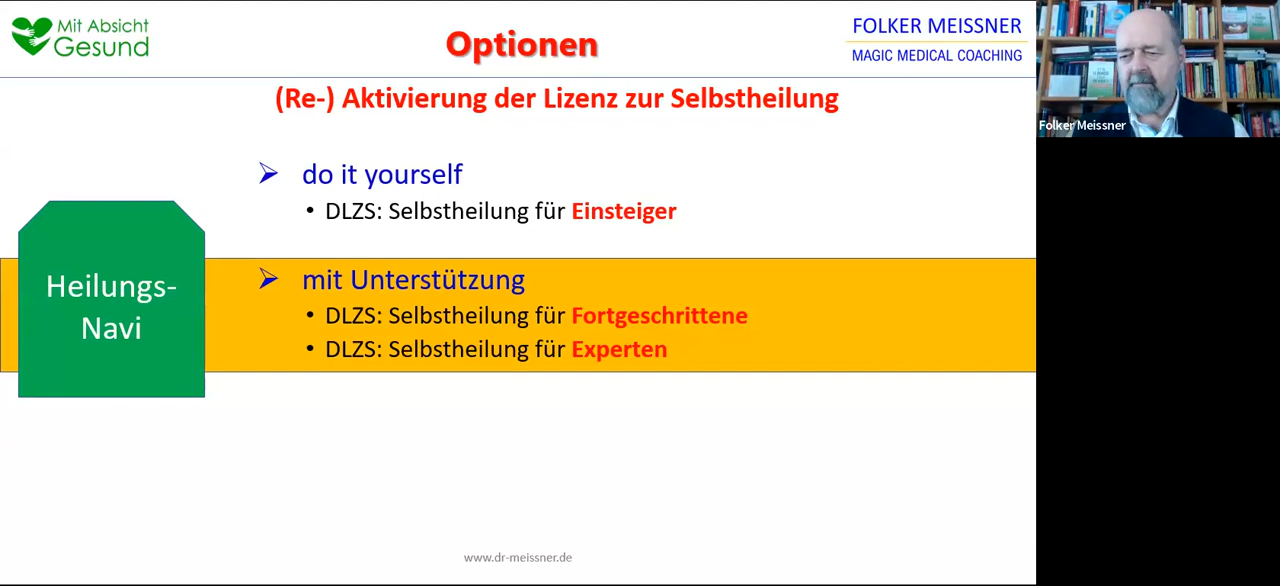 Mit Absicht
Gesund
Optionen
FOLKER MEISSNER
MAGIC MEDICAL COACHING
Folker Meissner
(Re-) Aktivierung der Lizenz zur Selbstheilung
➢ do it yourself
• DLZS: Selbstheilung für Einsteiger
Heilungs-
Navi
➢ mit Unterstützung
• DLZS: Selbstheilung für Fortgeschrittene
• DLZS: Selbstheilung für Experten
www.dr-meissner.de